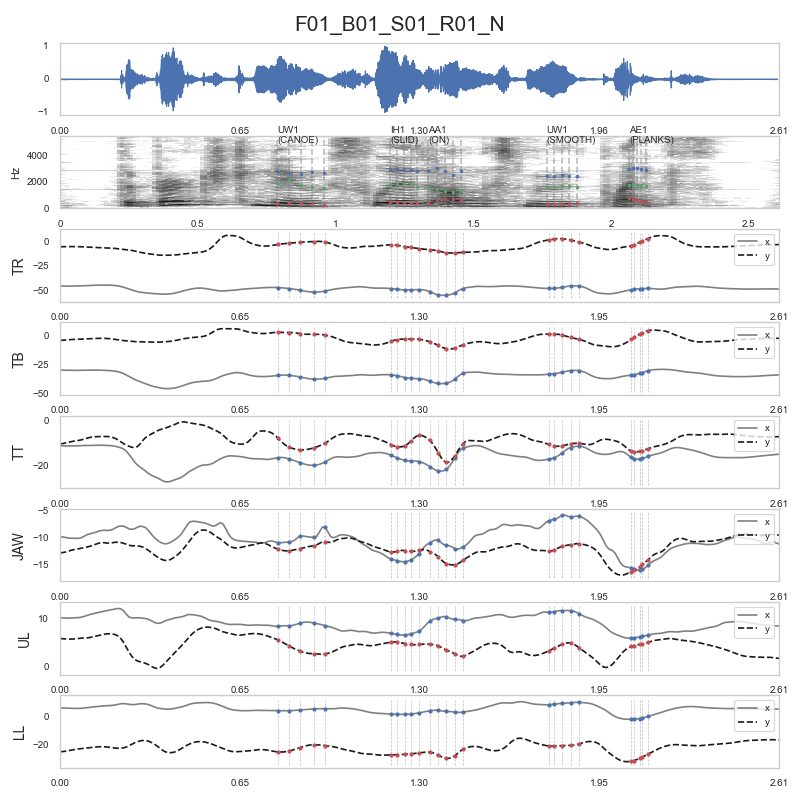 F01_B01_S01_R01_N
1
0
−1
0.00 0.65 1.30 1.96 2.61
UW1 IH1 AA1 UW1 AE1
(CANOE) (SLID) (ON) (SMOOTH) (PLANKS)
Hz
4000
2000
0
0 0.5 1 1.5 2 2.5
TR
0
−25
−50
x
y
0.00 0.65 1.30 1.95 2.61
TB
0
−25
−50
x
y
0.00 0.65 1.30 1.95 2.61
TT
0
−20
x
y
0.00 0.65 1.30 1.95 2.61
JAW
−5
−10
−15
x
y
0.00 0.65 1.30 1.95 2.61
UL
10
0
x
y
0.00 0.65 1.30 1.95 2.61
LL
0
−20
x
y
0.00 0.65 1.30 1.95 2.61